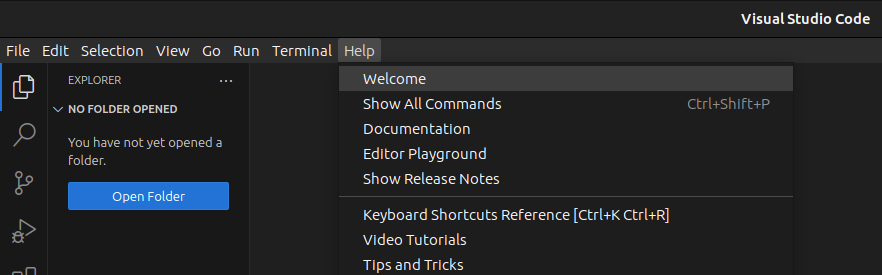 Visual Studio Code
File Edit Selection View Go Run Terminal Help
EXPLORER ...
NO FOLDER OPENED
You have not yet opened a
folder.
Open Folder
Welcome
Show All Commands Ctrl+Shift+P
Documentation
Editor Playground
Show Release Notes
Keyboard Shortcuts Reference [Ctrl+K Ctrl+R]
Video Tutorials
Tips and Tricks